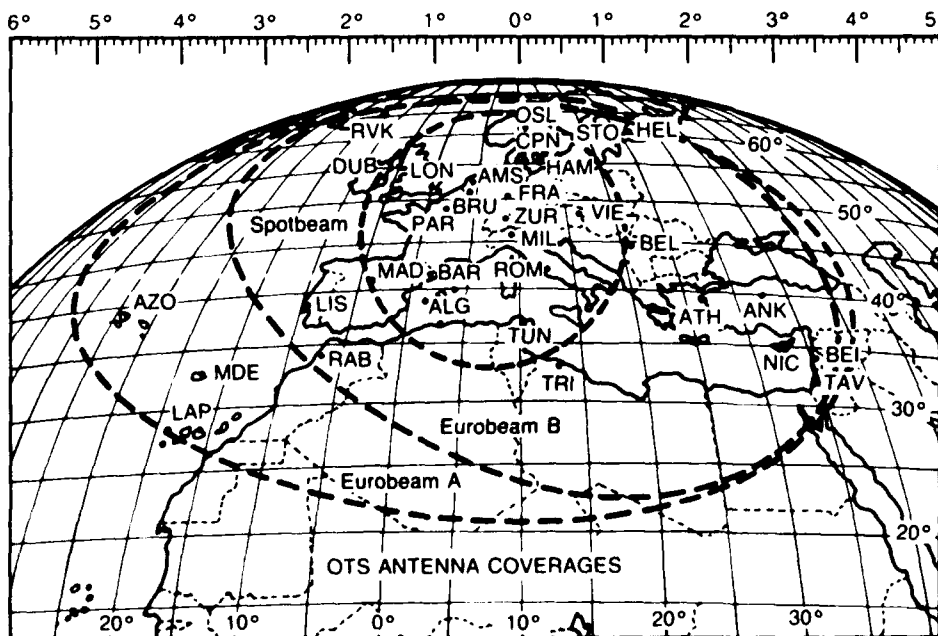 6° 5° 4° 3° 2° 1° 0° 1° 2° 3° 4° 5
OSL
RVK CPN STO HEL
60°
DUB LON AMS HAM
FRA
BRU VIE 50°
Spotbeam PAR ZUR
MIL BEL
MAD BAR ROM
AZO LIS ALG ATH ANK 40°
TUN
RAB NIC BEI
MDE TRI TAV
LAP 30°
Eurobeam B
Eurobeam A
20°
OTS ANTENNA COVERAGES
20° 10° 0° 10° 20° 30°